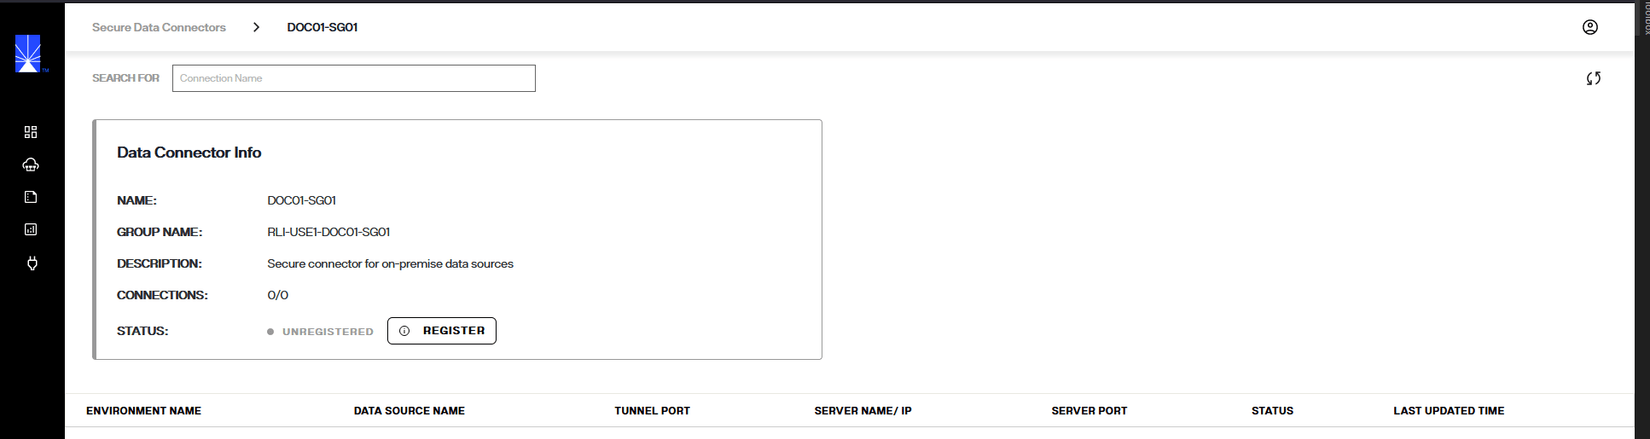 Secure Data Connectors > DOC01-SG01
SEARCH FOR Connection Name
TM
Data Connector Info
NAME: DOC01-SG01
GROUP NAME: RLI-USE1-DOC01-SG01
DESCRIPTION: Secure connector for on-premise data sources
CONNECTIONS: 0/0
STATUS: UNREGISTERED REGISTER
ENVIRONMENT NAME DATA SOURCE NAME TUNNEL PORT SERVER NAME/ IP SERVER PORT STATUS LAST UPDATED TIME